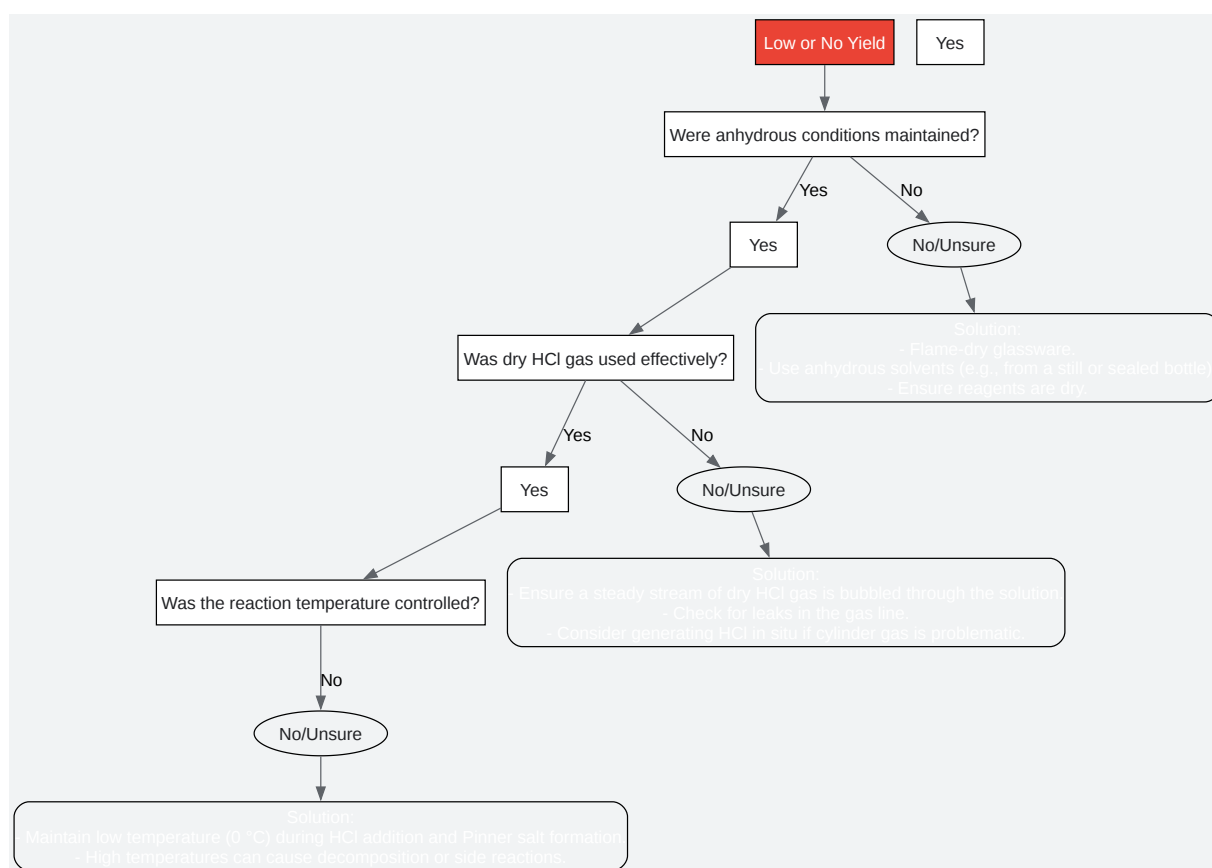 Low or No Yield
Yes
Were anhydrous conditions maintained?
Yes
No
Yes
No/Unsure
Solution:
- Flame-dry glassware.
- Use anhydrous solvents (e.g., from a still or sealed bottle)
- Ensure reagents are dry.
Was dry HCl gas used effectively?
Yes
No
Yes
No/Unsure
Solution:
- Ensure a steady stream of dry HCl gas is bubbled through the solution.
- Check for leaks in the gas line.
- Consider generating HCl in situ if cylinder gas is problematic.
Was the reaction temperature controlled?
No
No/Unsure
Solution:
- Maintain low temperature (0 °C) during HCl addition and Pinner salt formation.
- High temperatures can cause decomposition or side reactions.